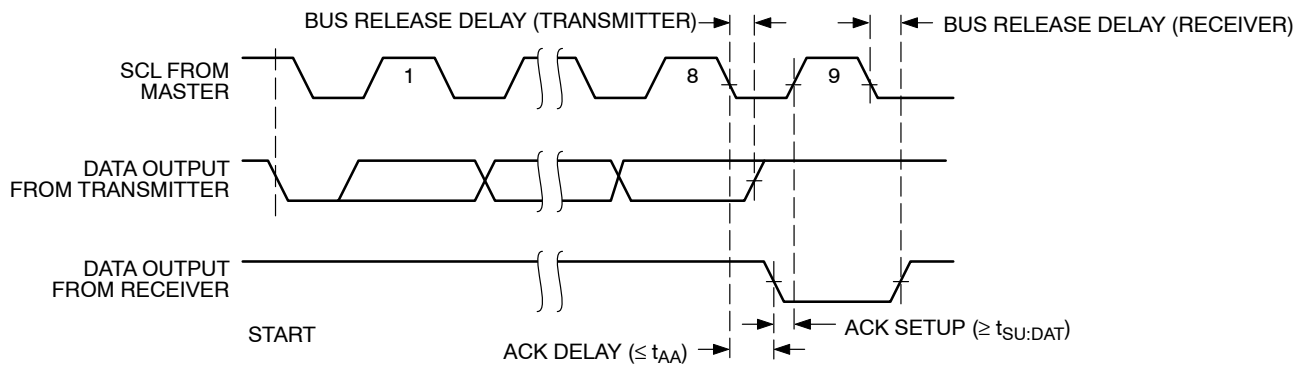 BUS RELEASE DELAY (TRANSMITTER)
BUS RELEASE DELAY (RECEIVER)
SCL FROM
MASTER
1
8
9
DATA OUTPUT
FROM TRANSMITTER
DATA OUTPUT
FROM RECEIVER
START
ACK SETUP (≥ tSU:DAT)
ACK DELAY (≤ tAA)